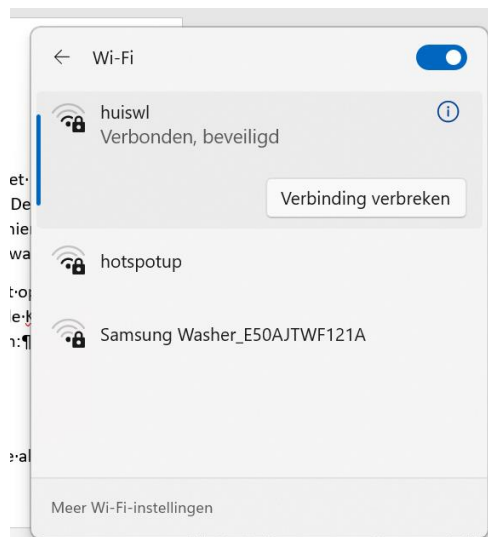 Wi-Fi
huiswl
Verbonden, beveiligd
Verbinding verbreken
hotspotup
Samsung Washer_E50AJTWF121A
Meer Wi-Fi-instellingen